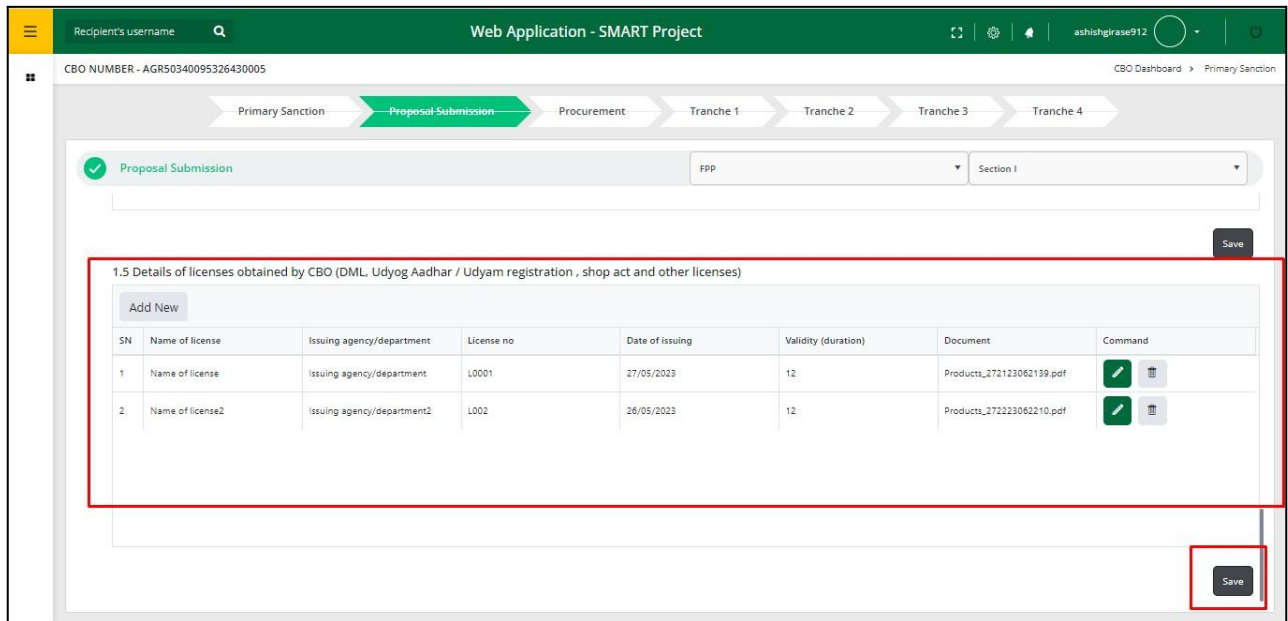 Recipient's username
Web Application - SMART Project
ashishgirase912
CBO NUMBER - AGR50340095326430005
CBO Dashboard > Primary Sanction
Primary Sanction
Proposal Submission
Procurement
Tranche 1
Tranche 2
Tranche 3
Tranche 4
Proposal Submission
FPP
Section I
Save
1.5 Details of licenses obtained by CBO (DML, Udyog Aadhar / Udyam registration , shop act and other licenses)
Add New
SN Name of license Issuing agency/department License no Date of issuing Validity (duration) Document Command
1 Name of license Issuing agency/department L0001 27/05/2023 12 Products_272123062139.pdf
2 Name of license2 Issuing agency/department2 L002 26/05/2023 12 Products_272223062210.pdf
Save